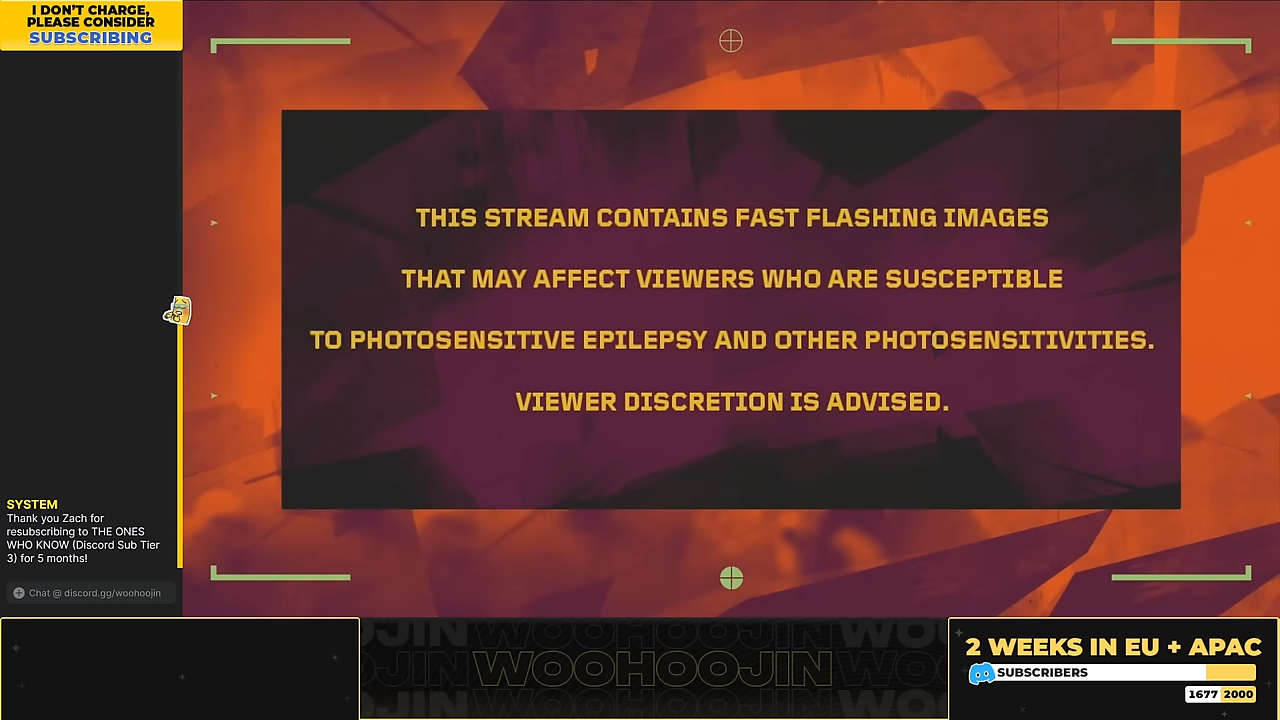 I DON'T CHARGE,
PLEASE CONSIDER
SUBSCRIBING
THIS STREAM CONTAINS FAST FLASHING IMAGES
THAT MAY AFFECT VIEWERS WHO ARE SUSCEPTIBLE
TO PHOTOSENSITIVE EPILEPSY AND OTHER PHOTOSENSITIVITIES.
VIEWER DISCRETION IS ADVISED.
SYSTEM
Thank you Zach for
resubscribing to THE ONES
WHO KNOW (Discord Sub Tier
3) for 5 months!
Chat @ discord.gg/woohoojin
WOOHOOJIN
WOOHOOJIN
2 WEEKS IN EU + APAC
SUBSCRIBERS
1677 2000